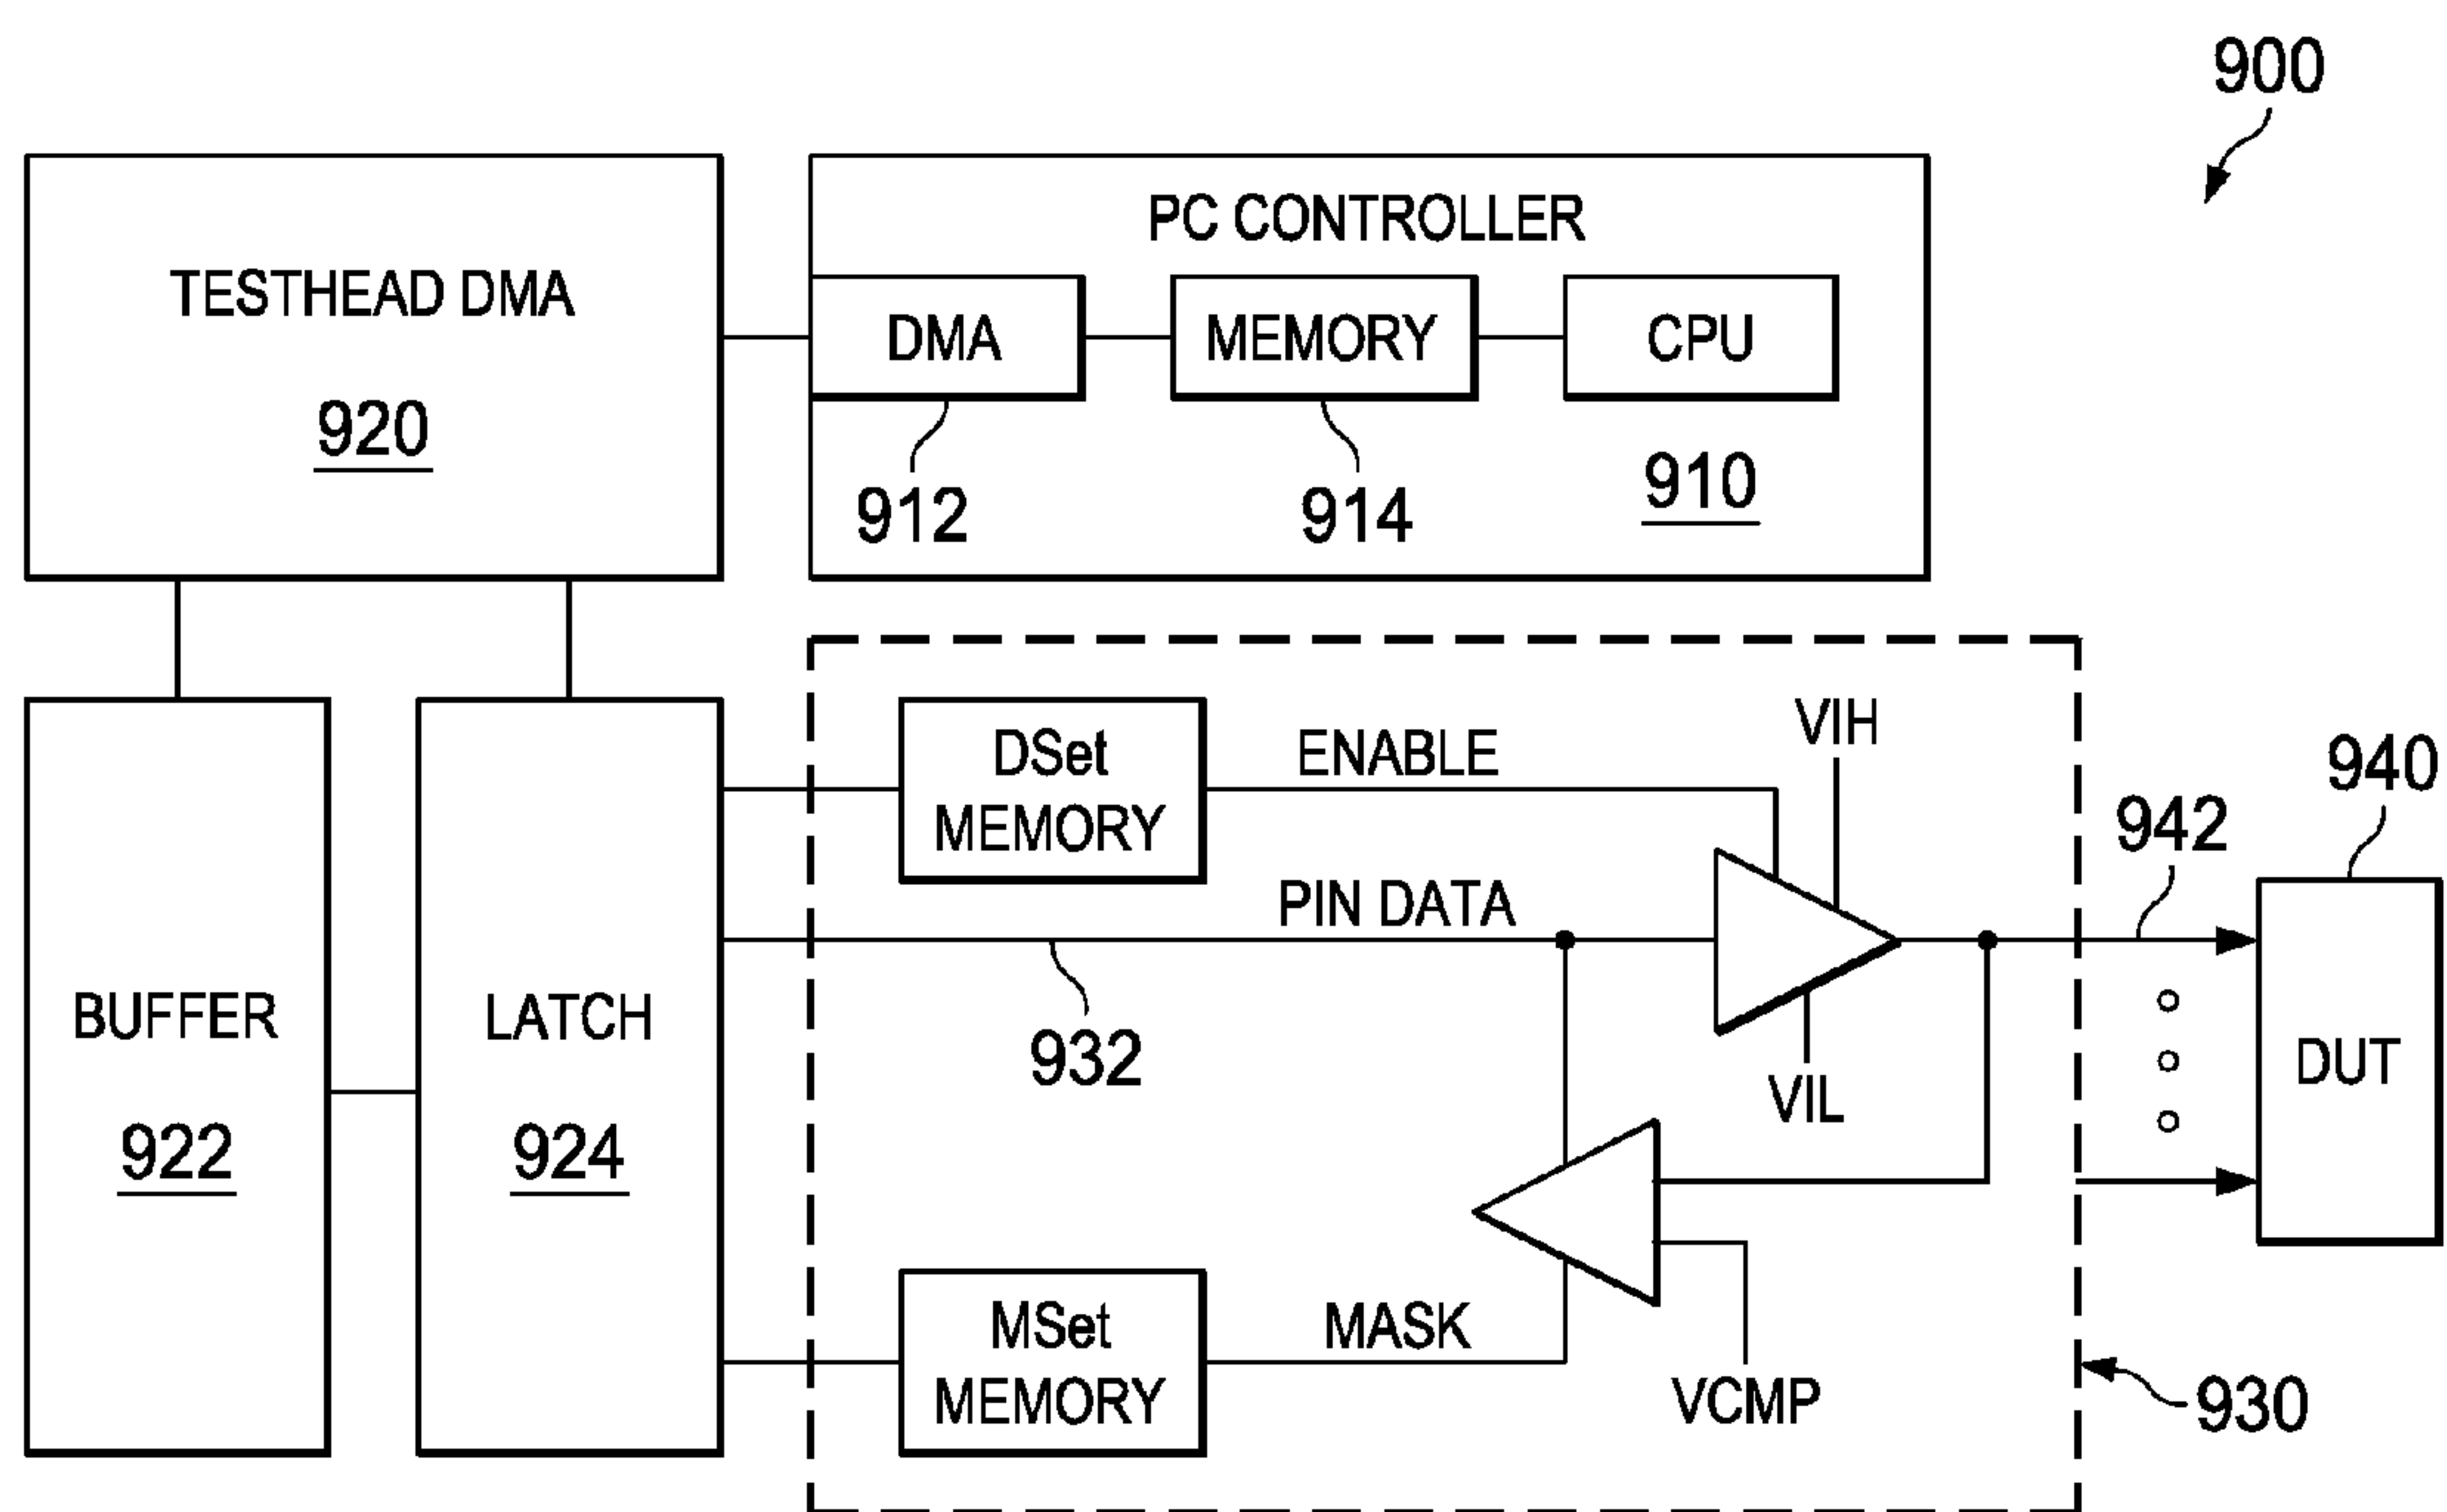 900
PC CONTROLLER
TESTHEAD DMA
920
DMA
MEMORY
CPU
912
914
910
DSet
MEMORY
ENABLE
VIH
PIN DATA
942
940
BUFFER
922
LATCH
924
932
VIL
DUT
MSet
MEMORY
MASK
VCMP
930